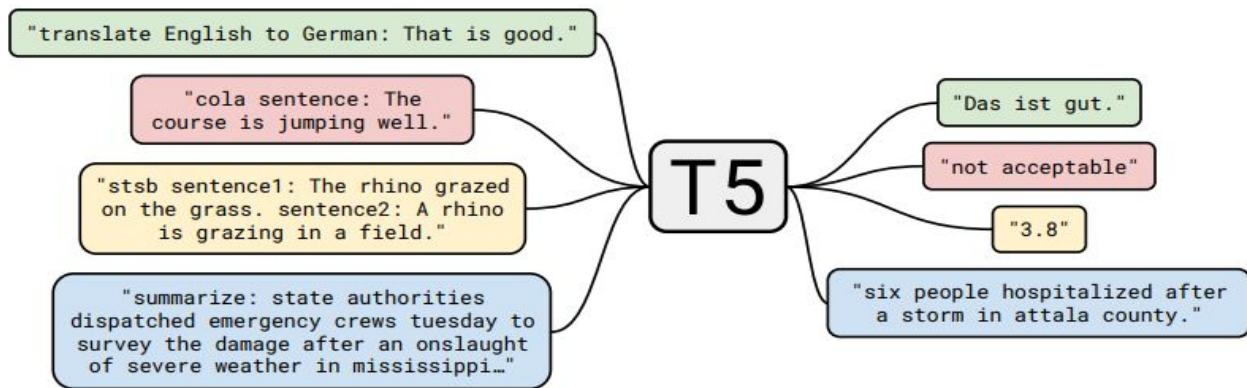 "translate English to German: That is good."
"cola sentence: The
course is jumping well."
"stsb sentence1: The rhino grazed
on the grass. sentence2: A rhino
is grazing in a field."
"summarize: state authorities
dispatched emergency crews tuesday to
survey the damage after an onslaught
of severe weather in mississippi…"
T5
"Das ist gut."
"not acceptable"
"3.8"
"six people hospitalized after
a storm in attala county."